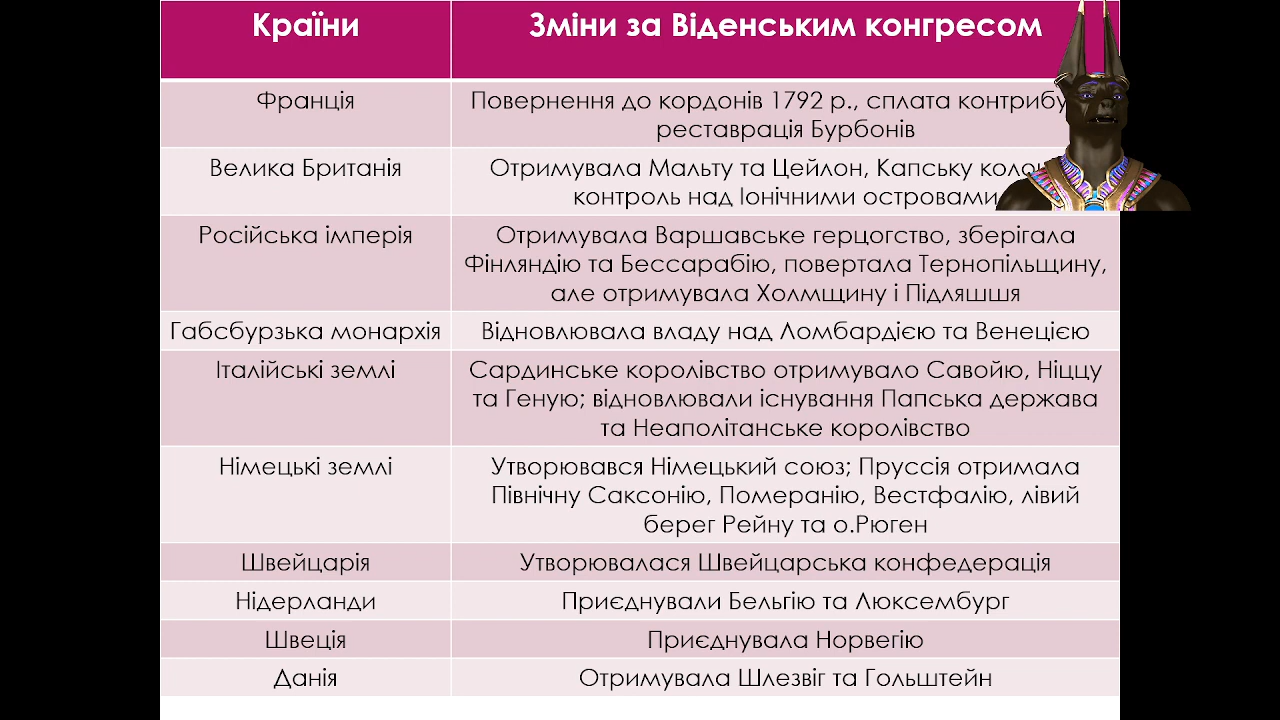 Країни
Зміни за Віденським конгресом
Франція
Повернення до кордонів 1792 р., сплата
реставрація Бурбонів
Велика Британія
Отримувала Мальту та Цейлон, Капську
контроль над Іонічними островами
Російська імперія
Отримувала Варшавське герцогство, зберігала
Фінляндію та Бессарабію, повертала Тернопільщину,
але отримувала Холмщину і Підляшшя
Габсбурзька монархія
Відновлювала владу над Ломбардією та Венецією
Італійські землі
Сардинське королівство отримувало Савойю, Ніццу
та Геную; відновлювали існування Папська держава
та Неаполітанське королівство
Німецькі землі
Утворювався Німецький союз; Пруссія отримала
Північну Саксонію, Померанію, Вестфалію, лівий
берег Рейну та о.Рюген
Швейцарія
Утворювалася Швейцарська конфедерація
Нідерланди
Приєднували Бельгію та Люксембург
Швеція
Приєднувала Норвегію
Данія
Отримувала Шлезвіг та Гольштейн